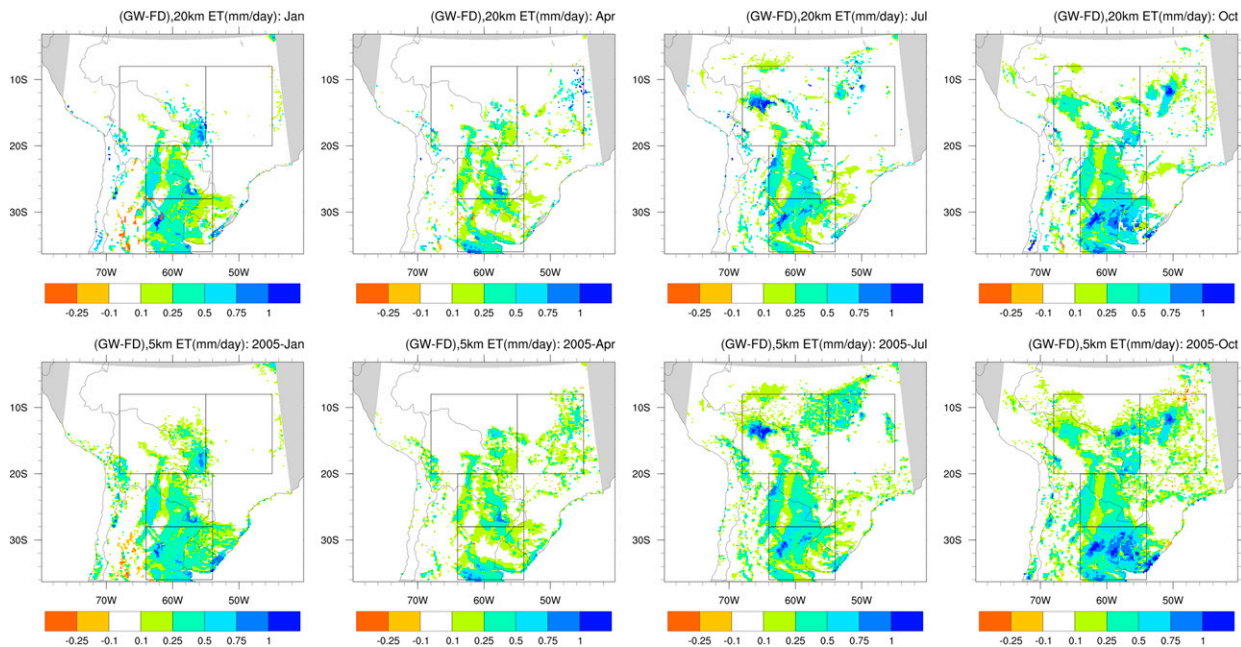 (GW-FD),20km ET(mm/day): Jan
(GW-FD),20km ET(mm/day): Apr
(GW-FD),20km ET(mm/day): Jul
(GW-FD),20km ET(mm/day): Oct
10S 10S 10S 10S
20S 20S 20S 20S
30S 30S 30S 30S
70W 60W 50W 70W 60W 50W 70W 60W 50W 70W 60W 50W
-0.25 -0.1 0.1 0.25 0.5 0.75 1 -0.25 -0.1 0.1 0.25 0.5 0.75 1 -0.25 -0.1 0.1 0.25 0.5 0.75 1 -0.25 -0.1 0.1 0.25 0.5 0.75 1
(GW-FD),5km ET(mm/day): 2005-Jan
(GW-FD),5km ET(mm/day): 2005-Apr
(GW-FD),5km ET(mm/day): 2005-Jul
(GW-FD),5km ET(mm/day): 2005-Oct
10S 10S 10S 10S
20S 20S 20S 20S
30S 30S 30S 30S
70W 60W 50W 70W 60W 50W 70W 60W 50W 70W 60W 50W
-0.25 -0.1 0.1 0.25 0.5 0.75 1 -0.25 -0.1 0.1 0.25 0.5 0.75 1 -0.25 -0.1 0.1 0.25 0.5 0.75 1 -0.25 -0.1 0.1 0.25 0.5 0.75 1